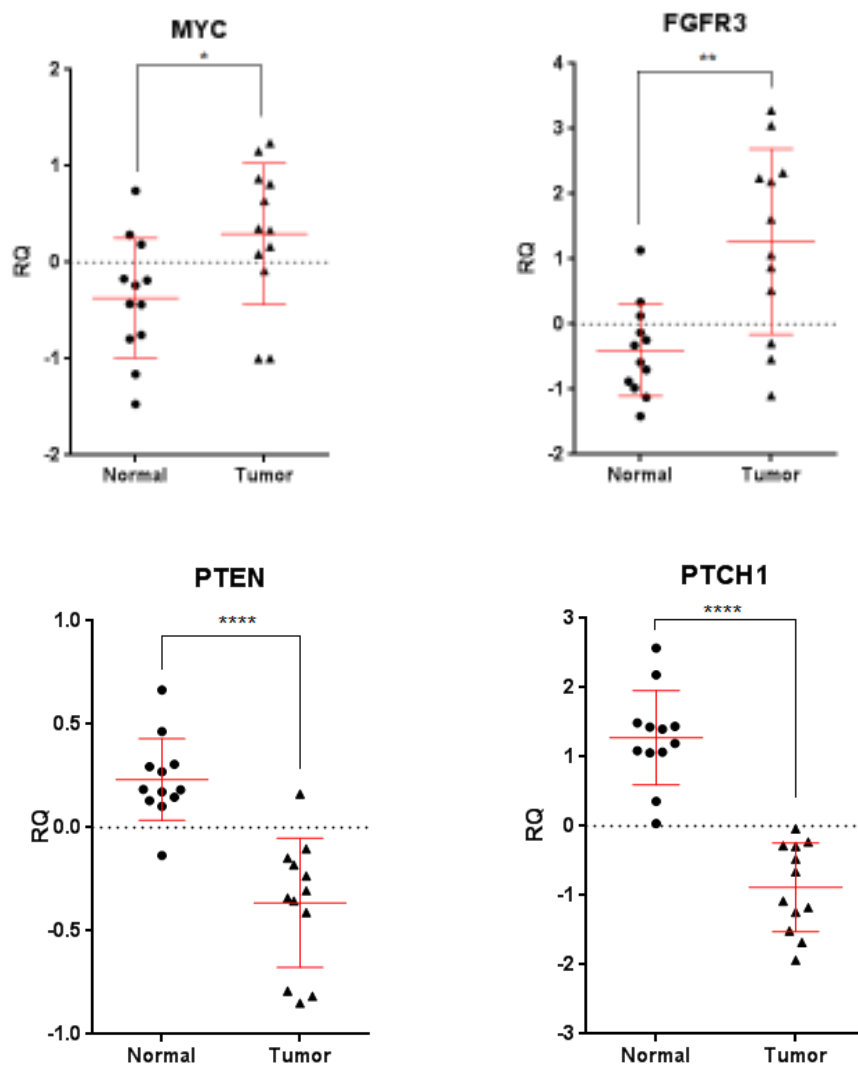 MYC
*
2
1
0
-1
-2
RQ
Normal Tumor
FGFR3
**
4
3
2
1
0
-1
-2
RQ
Normal Tumor
PTEN
****
1.0
0.5
0.0
-0.5
-1.0
RQ
Normal Tumor
PTCH1
****
3
2
1
0
-1
-2
-3
RQ
Normal Tumor